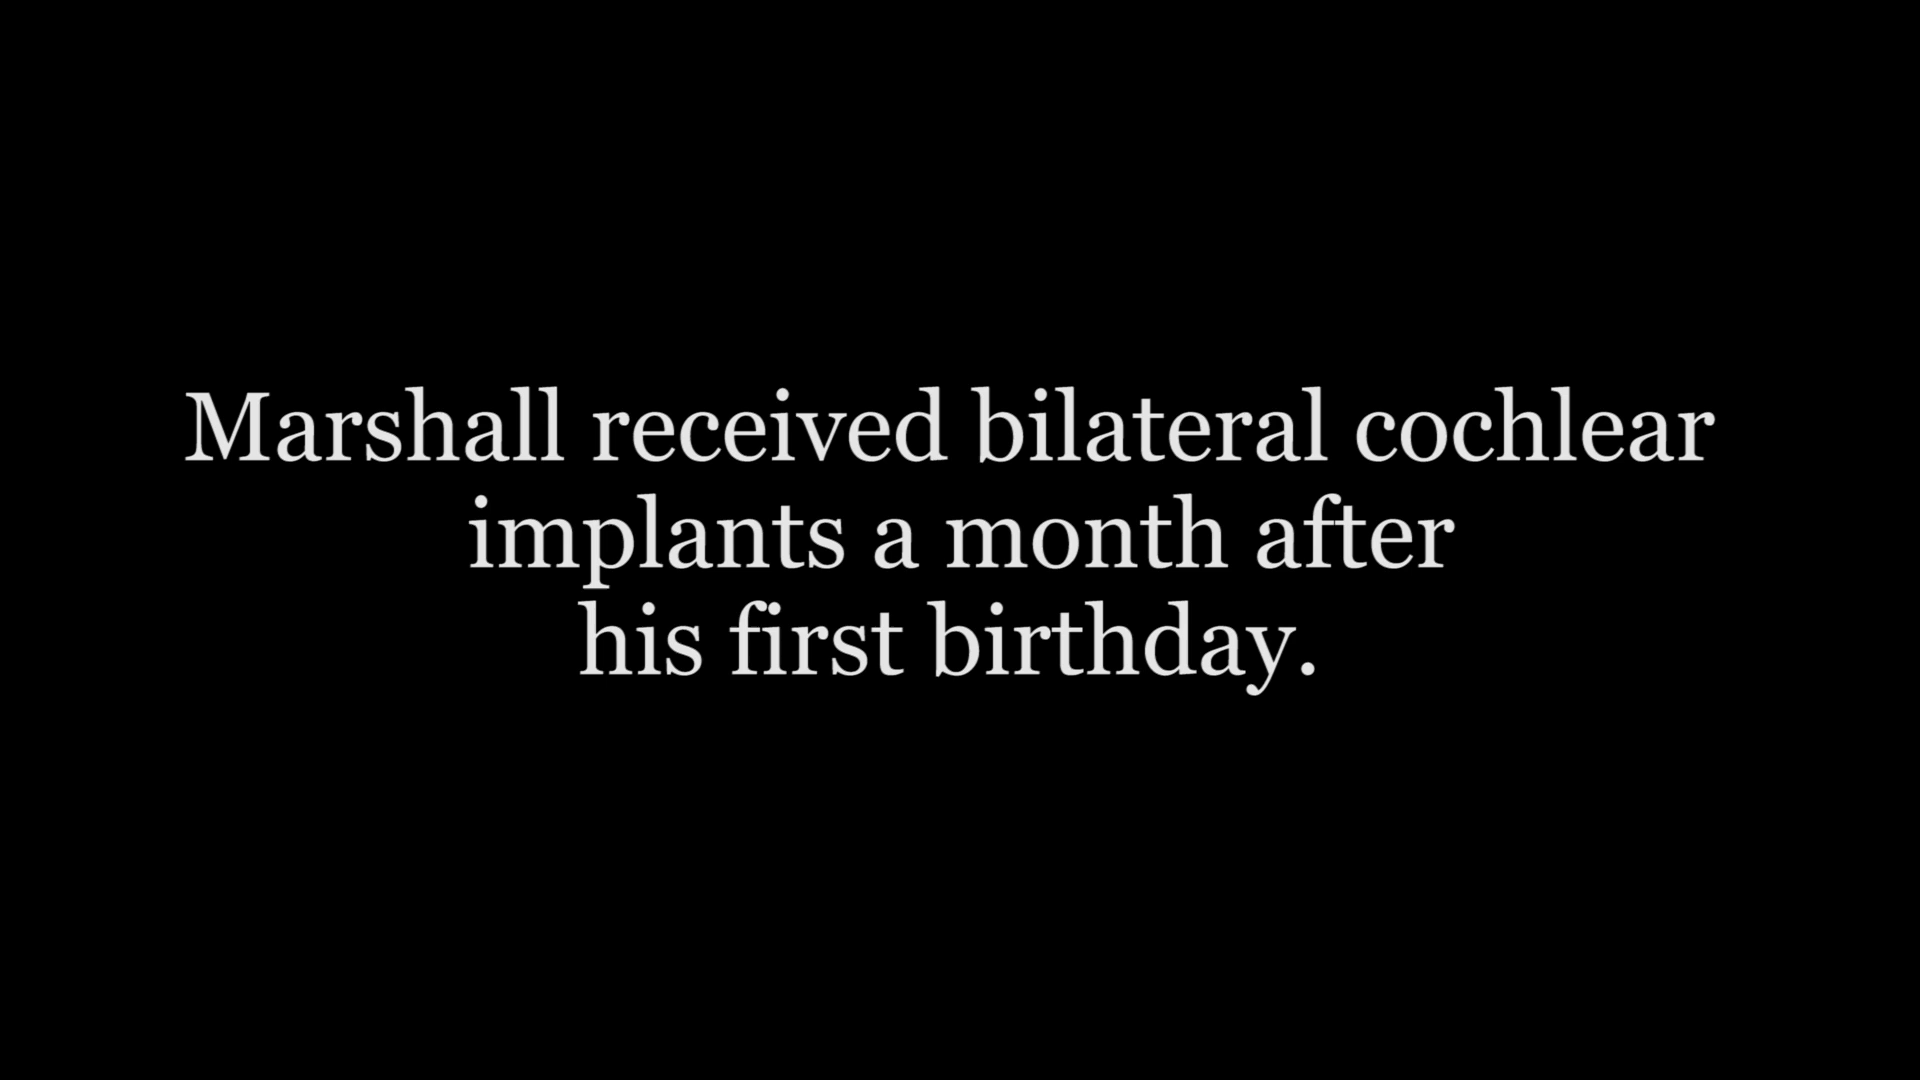 Marshall received bilateral cochlear
implants a month after
his first birthday.